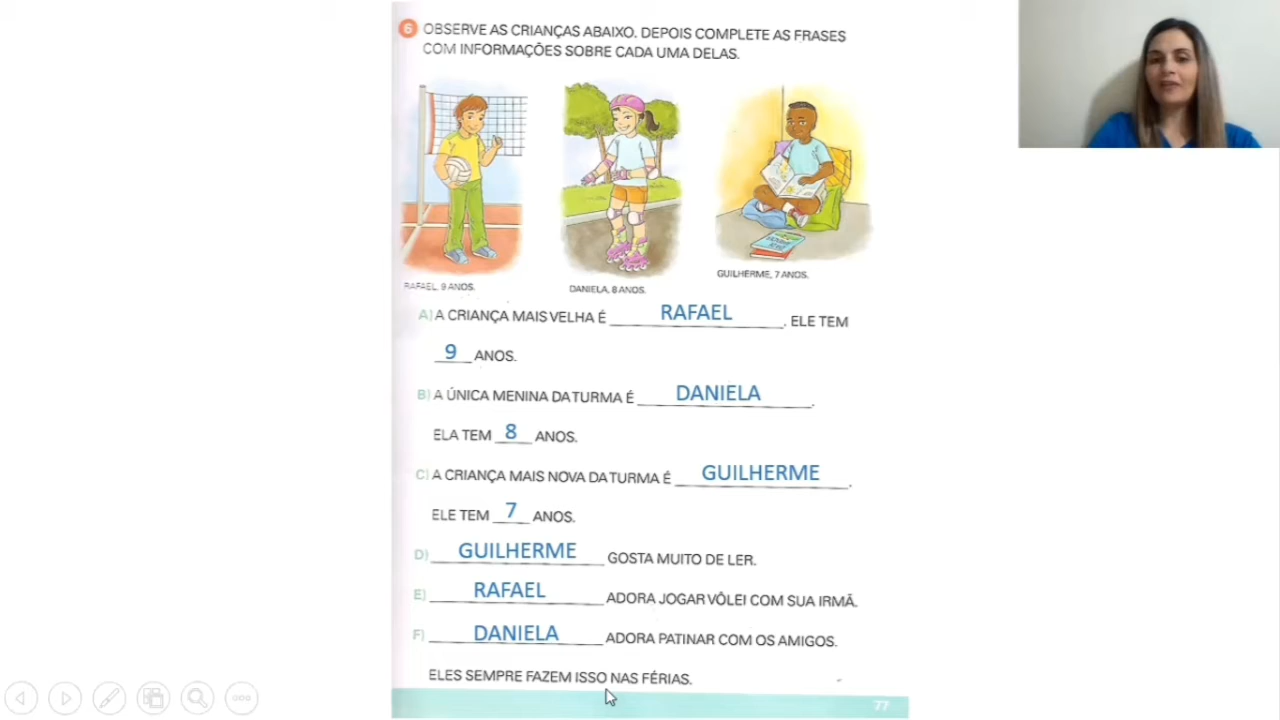 6 OBSERVE AS CRIANÇAS ABAIXO. DEPOIS COMPLETE AS FRASES
COM INFORMAÇÕES SOBRE CADA UMA DELAS.
RAFAEL, 9 ANOS.
DANIELA, 8 ANOS.
GUILHERME, 7 ANOS.
A) A CRIANÇA MAIS VELHA É RAFAEL. ELE TEM
9 ANOS.
B) A ÚNICA MENINA DA TURMA É DANIELA.
ELA TEM 8 ANOS.
C) A CRIANÇA MAIS NOVA DA TURMA É GUILHERME.
ELE TEM 7 ANOS.
D) GUILHERME GOSTA MUITO DE LER.
E) RAFAEL ADORA JOGAR VÔLEI COM SUA IRMÃ.
F) DANIELA ADORA PATINAR COM OS AMIGOS.
ELES SEMPRE FAZEM ISSO NAS FÉRIAS.
77